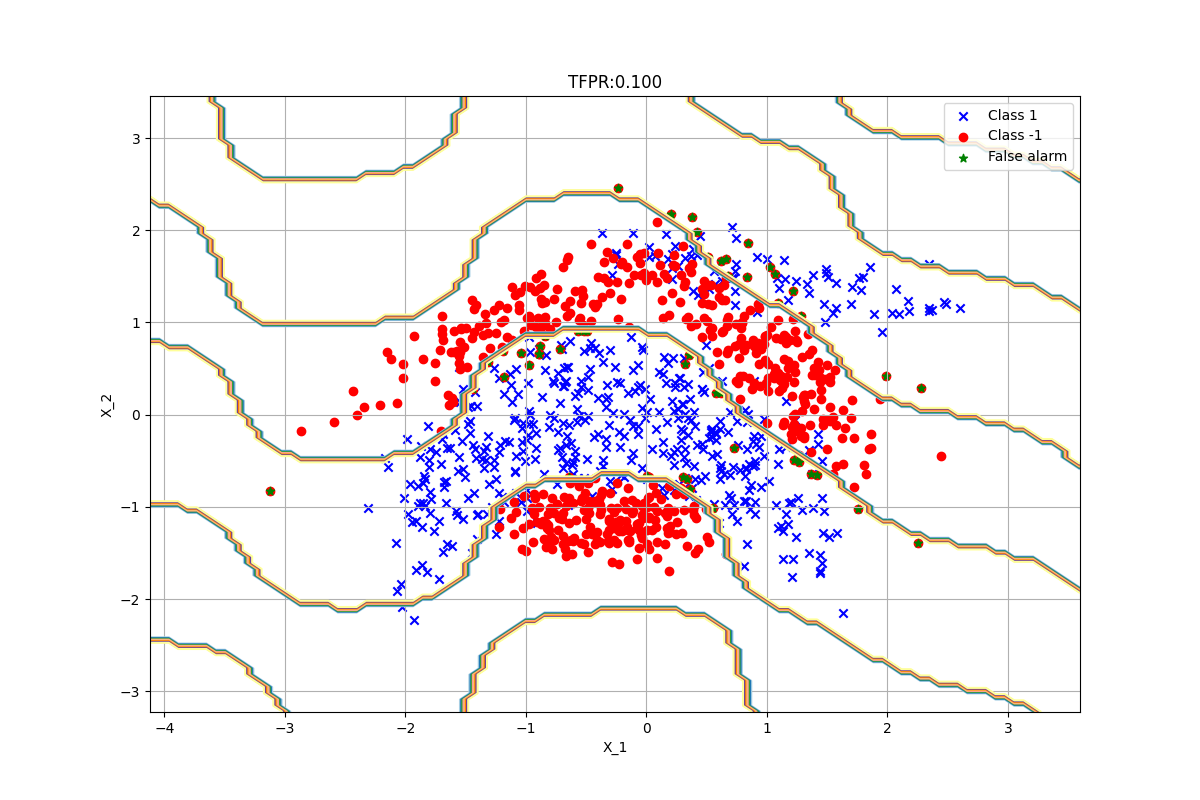 TFPR:0.100
Class 1
Class -1
False alarm
3
2
1
0
−1
−2
−3
X_2
−4 −3 −2 −1 0 1 2 3
X_1